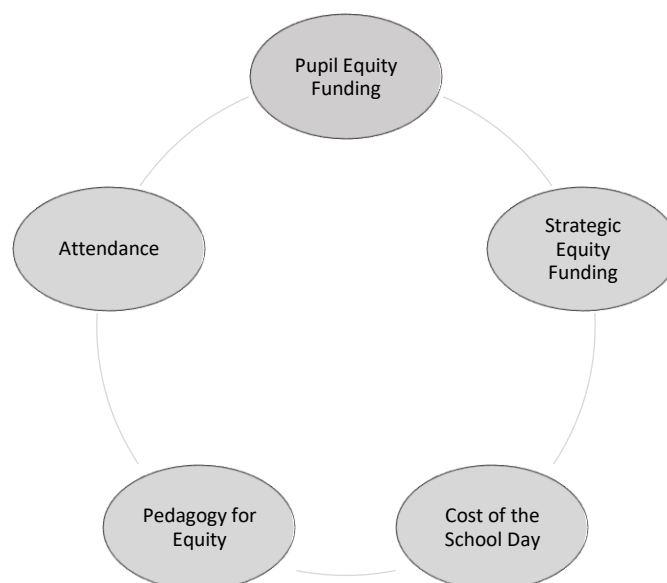 Pupil Equity
Funding
Strategic
Equity
Funding
Cost of the
School Day
Pedagogy for
Equity
Attendance